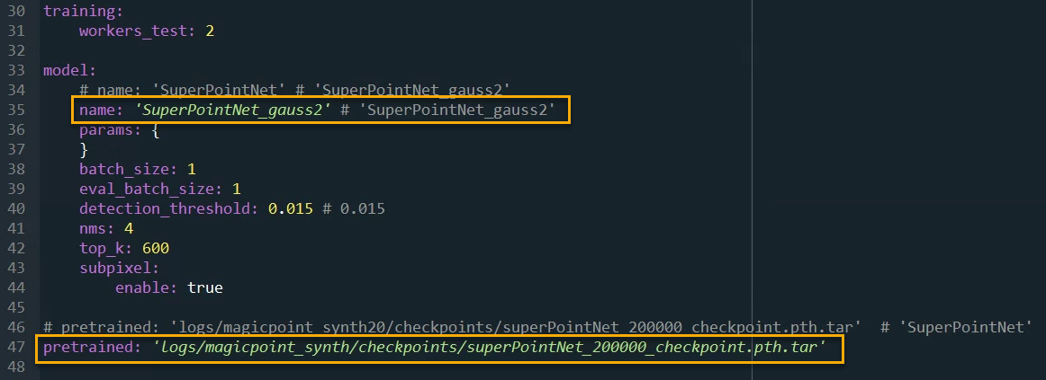 30 training:
31 workers_test: 2
32
33 model:
34 # name: 'SuperPointNet' # 'SuperPointNet_gauss2'
35 name: 'SuperPointNet_gauss2' # 'SuperPointNet_gauss2'
36 params: {
37 }
38 batch_size: 1
39 eval_batch_size: 1
40 detection_threshold: 0.015 # 0.015
41 nms: 4
42 top_k: 600
43 subpixel:
44 enable: true
45
46 # pretrained: 'logs/magicpoint_synth20/checkpoints/superPointNet_200000_checkpoint.pth.tar' # 'SuperPointNet'
47 pretrained: 'logs/magicpoint_synth/checkpoints/superPointNet_200000_checkpoint.pth.tar'
48